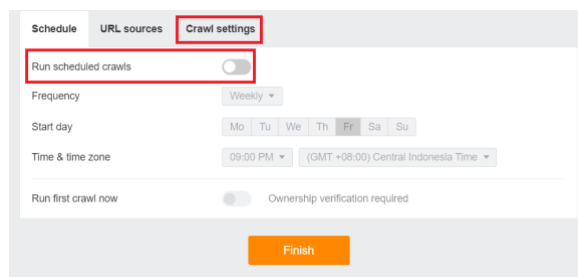 Schedule URL sources Crawl settings
Run scheduled crawls
Frequency Weekly
Start day Mo Tu We Th Fr Sa Su
Time & time zone 09:00 PM (GMT +08:00) Central Indonesia Time
Run first crawl now Ownership verification required
Finish